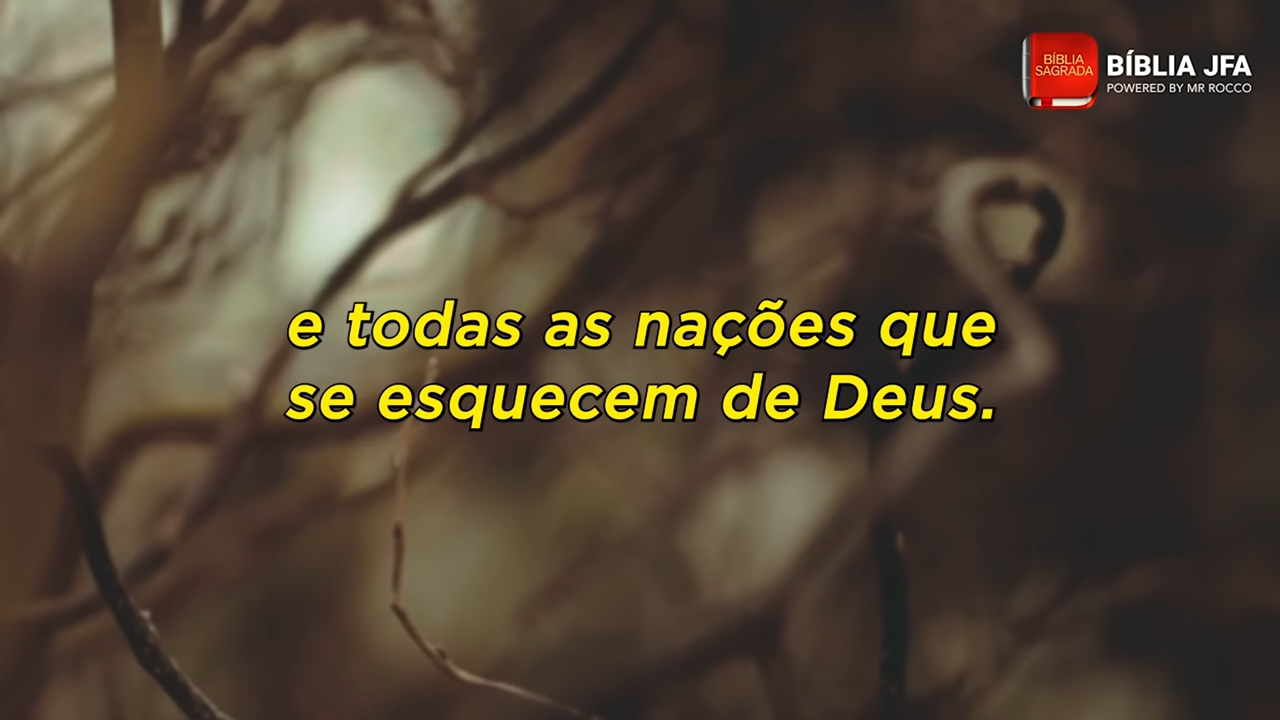 BÍBLIA
SAGRADA
BÍBLIA JFA
POWERED BY MR ROCCO
e todas as nações que
se esquecem de Deus.